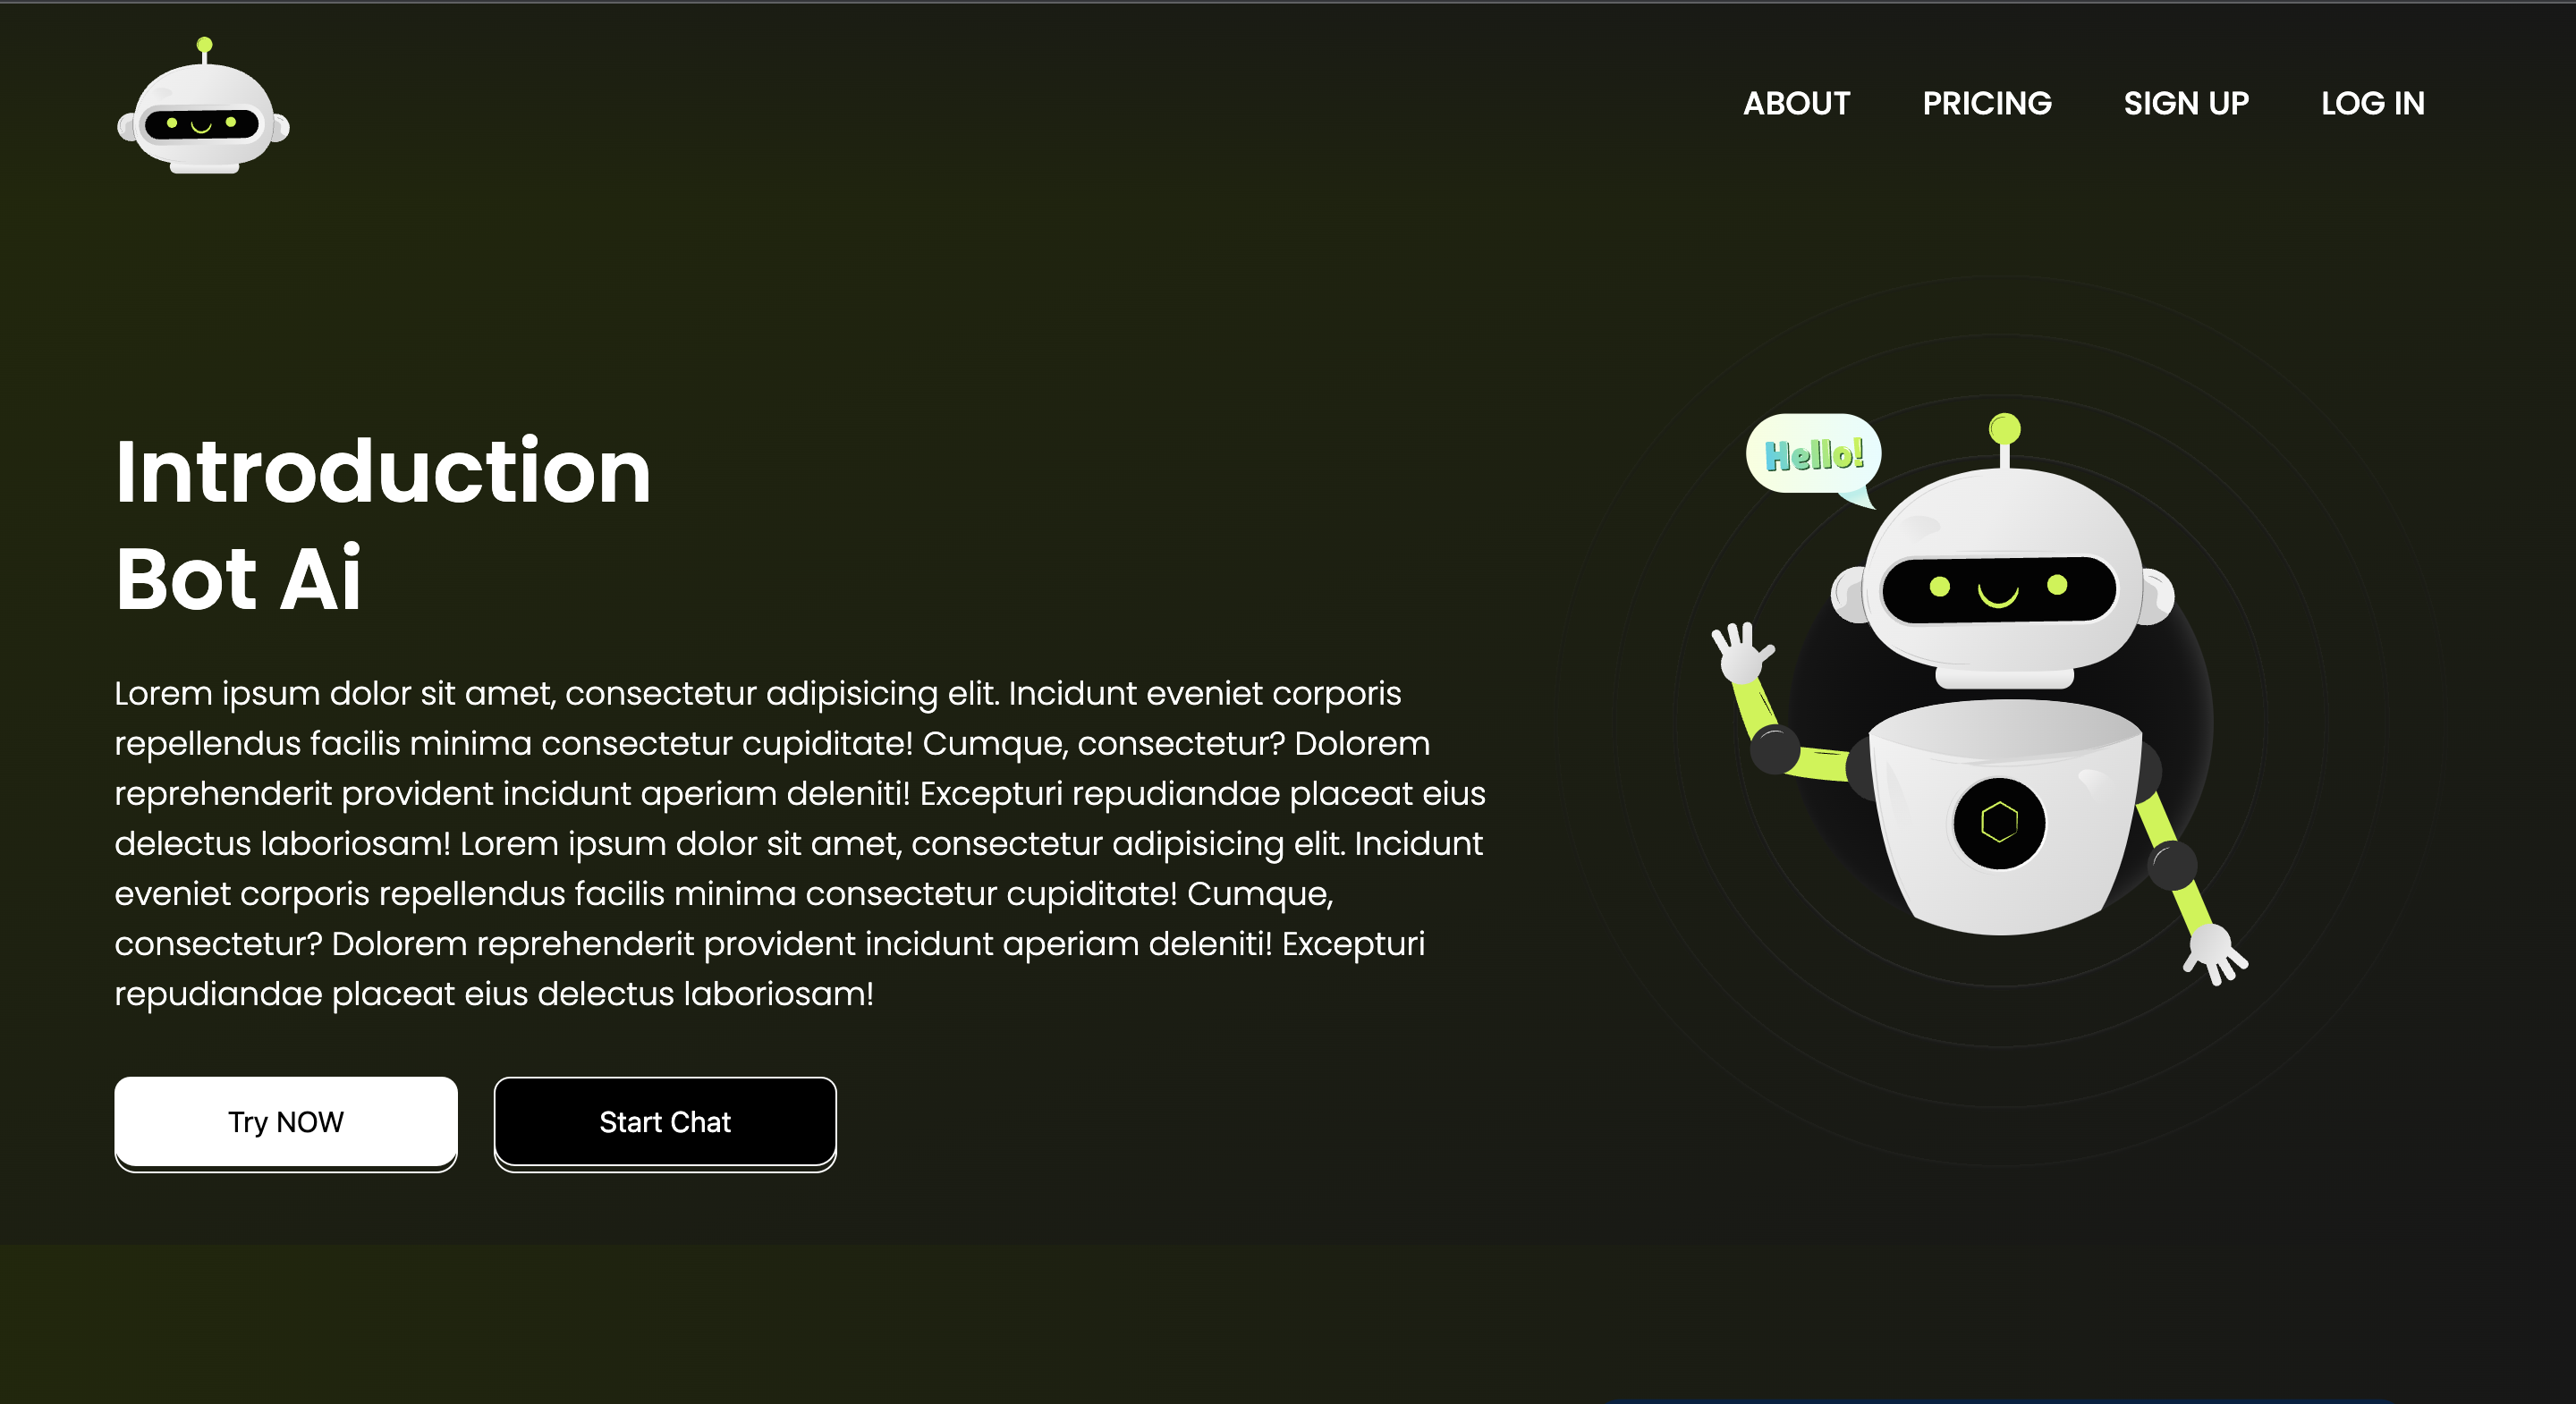 ABOUT PRICING SIGN UP LOG IN
Hello!
Introduction
Bot Ai
Lorem ipsum dolor sit amet, consectetur adipisicing elit. Incidunt eveniet corporis
repellendus facilis minima consectetur cupiditate! Cumque, consectetur? Dolorem
reprehenderit provident incidunt aperiam deleniti! Excepturi repudiandae placeat eius
delectus laboriosam! Lorem ipsum dolor sit amet, consectetur adipisicing elit. Incidunt
eveniet corporis repellendus facilis minima consectetur cupiditate! Cumque,
consectetur? Dolorem reprehenderit provident incidunt aperiam deleniti! Excepturi
repudiandae placeat eius delectus laboriosam!
Try NOW Start Chat